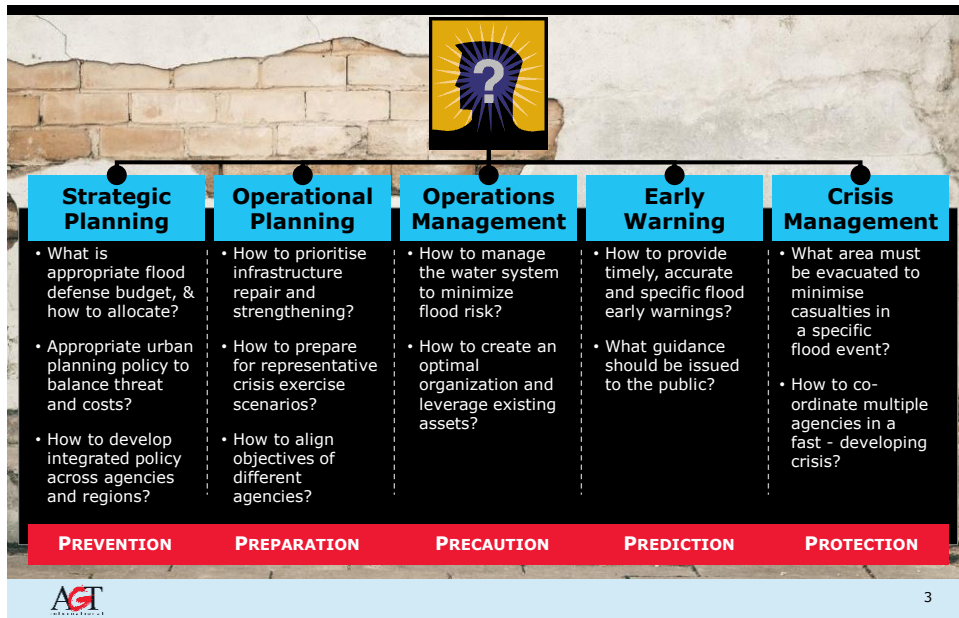 ?
Strategic
Planning
• What is
appropriate flood
defense budget, &
how to allocate?
• Appropriate urban
planning policy to
balance threat
and costs?
• How to develop
integrated policy
across agencies
and regions?
PREVENTION
Operational
Planning
• How to prioritise
infrastructure
repair and
strengthening?
• How to prepare
for representative
crisis exercise
scenarios?
• How to align
objectives of
different
agencies?
PREPARATION
Operations
Management
• How to manage
the water system
to minimize
flood risk?
• How to create an
optimal
organization and
leverage existing
assets?
PRECAUTION
Early
Warning
• How to provide
timely, accurate
and specific flood
early warnings?
• What guidance
should be issued
to the public?
PREDICTION
Crisis
Management
• What area must
be evacuated to
minimise
casualties in
a specific
flood event?
• How to co-
ordinate multiple
agencies in a
fast - developing
crisis?
PROTECTION
AGT
international
3